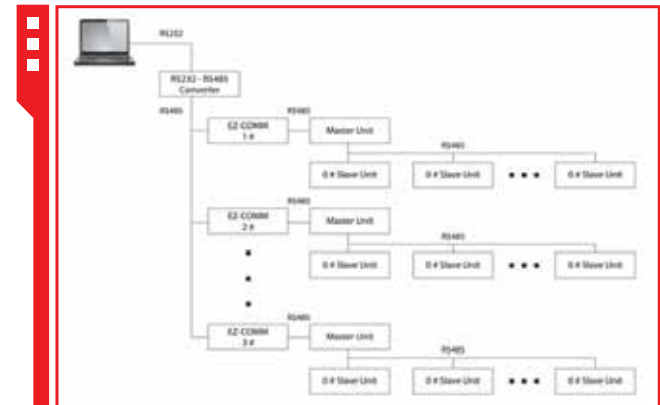 RS232
RS232 - RS485
Converter
RS485
EZ-COMM
1 #
RS485
Master Unit
RS485
0 # Slave Unit
0 # Slave Unit
0 # Slave Unit
EZ-COMM
2 #
RS485
Master Unit
RS485
0 # Slave Unit
0 # Slave Unit
0 # Slave Unit
EZ-COMM
3 #
RS485
Master Unit
RS485
0 # Slave Unit
0 # Slave Unit
0 # Slave Unit